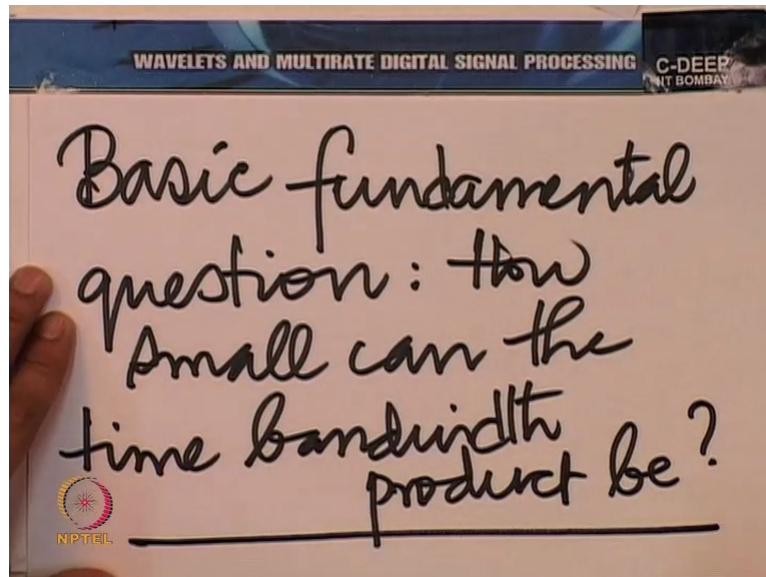 WAVELETS AND MULTIRATE DIGITAL SIGNAL PROCESSING
C-DEEP
IIT BOMBAY
Basic fundamental
question: How
small can the
time bandwidth
product be?
NPTEL